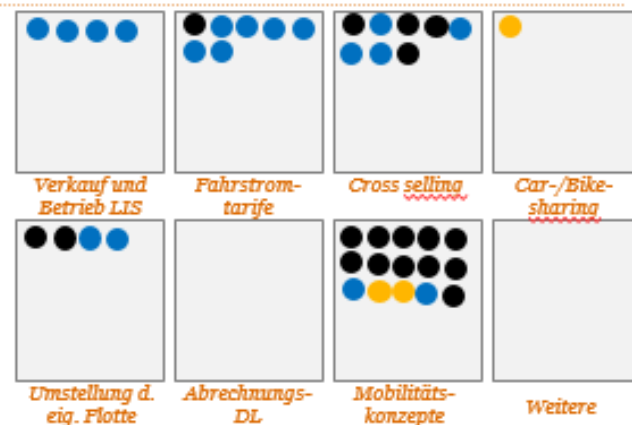 Verkauf und
Betrieb LIS
Fahrstrom-
tarife
Cross selling
Car-/Bike-
sharing
Umstellung d.
eig. Flotte
Abrechnungs-
DL
Mobilitäts-
konzepte
Weitere